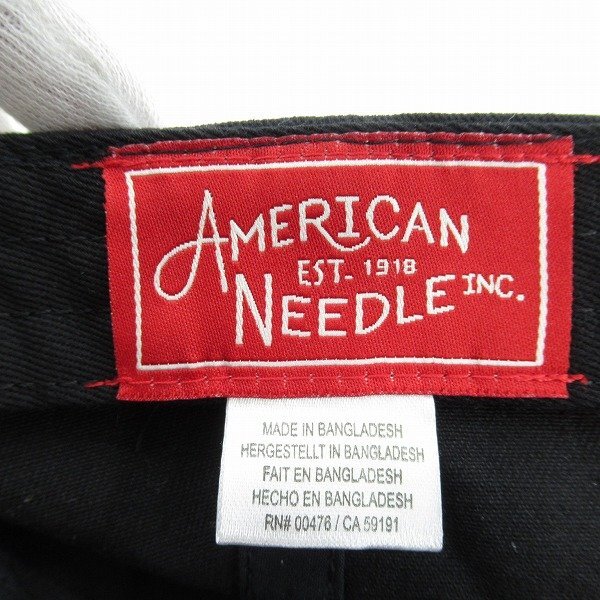 AMERICAN
EST. 1918
NEEDLE INC.
MADE IN BANGLADESH
HERGESTELLT IN BANGLADESH
FAIT EN BANGLADESH
HECHO EN BANGLADESH
RN# 00476 / CA 59191